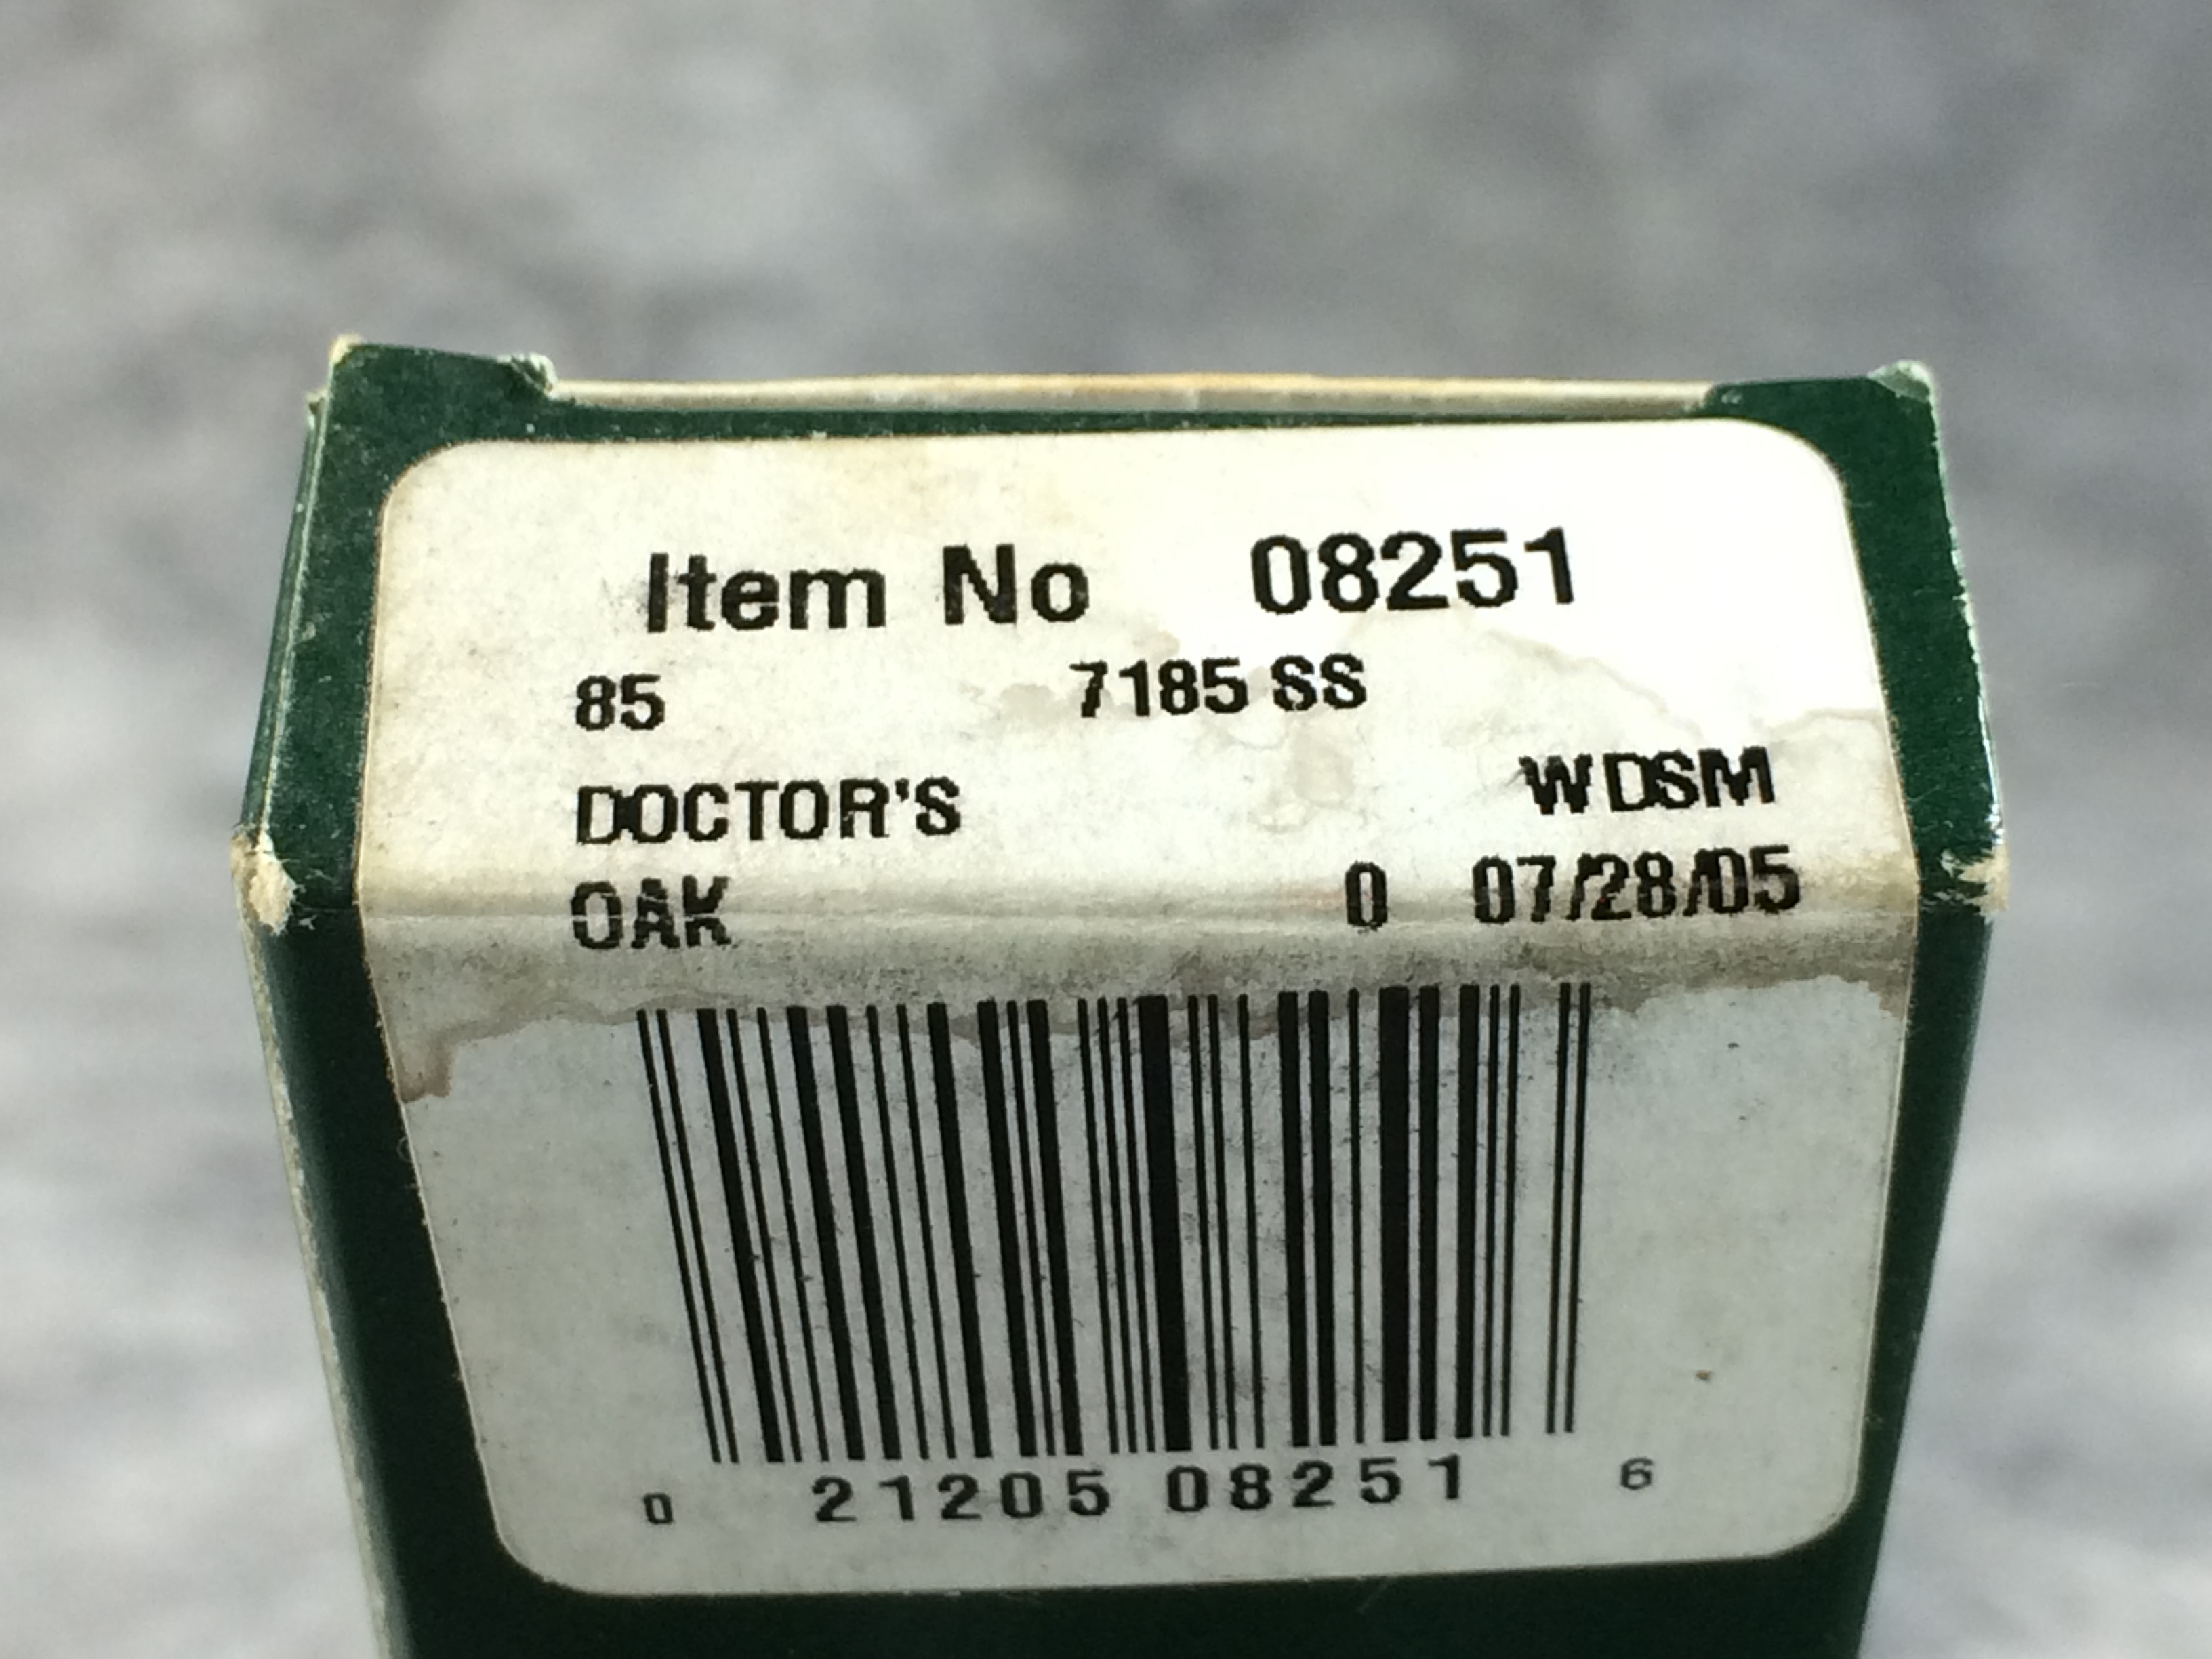 Item No 08251
85 7185 SS
DOCTOR'S WDSM
OAK 0 07/28/05
0 21205 08251 6